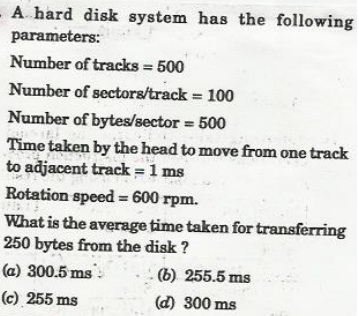 A hard disk system has the following
parameters:
Number of tracks = 500
Number of sectors/track = 100
Number of bytes/sector = 500
Time taken by the head to move from one track
to adjacent track = 1 ms
Rotation speed = 600 rpm.
What is the average time taken for transferring
250 bytes from the disk ?
(a) 300.5 ms (b) 255.5 ms
(c) 255 ms (d) 300 ms